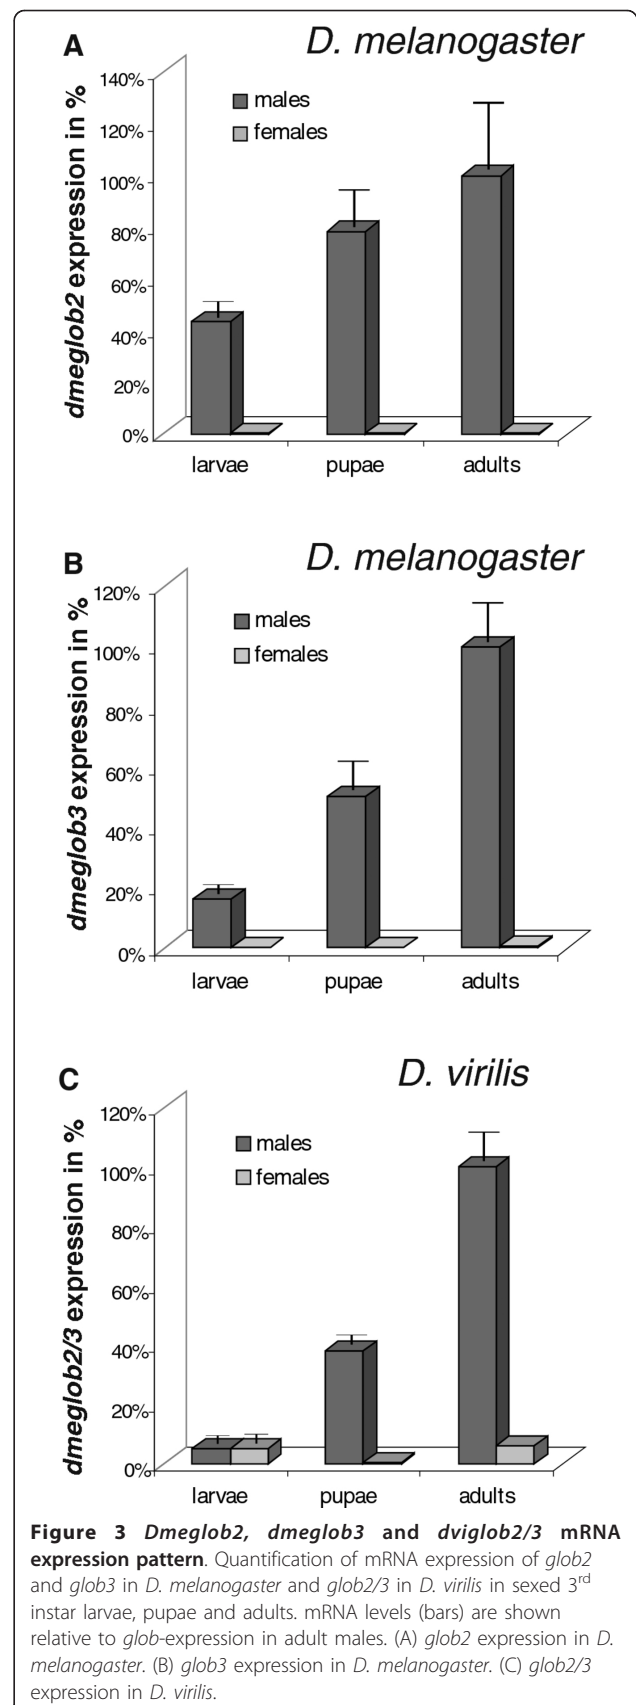 A
D. melanogaster
dmeglob2 expression in %
140%
120%
100%
80%
60%
40%
20%
0%
males
females
larvae pupae adults
B
D. melanogaster
dmeglob3 expression in %
120%
100%
80%
60%
40%
20%
0%
males
females
larvae pupae adults
C
D. virilis
dmeglob2/3 expression in %
120%
100%
80%
60%
40%
20%
0%
males
females
larvae pupae adults
Figure 3 Dmeglob2, dmeglob3 and dviglob2/3 mRNA
expression pattern. Quantification of mRNA expression of glob2
and glob3 in D. melanogaster and glob2/3 in D. virilis in sexed 3rd
instar larvae, pupae and adults. mRNA levels (bars) are shown
relative to glob-expression in adult males. (A) glob2 expression in D.
melanogaster. (B) glob3 expression in D. melanogaster. (C) glob2/3
expression in D. virilis.